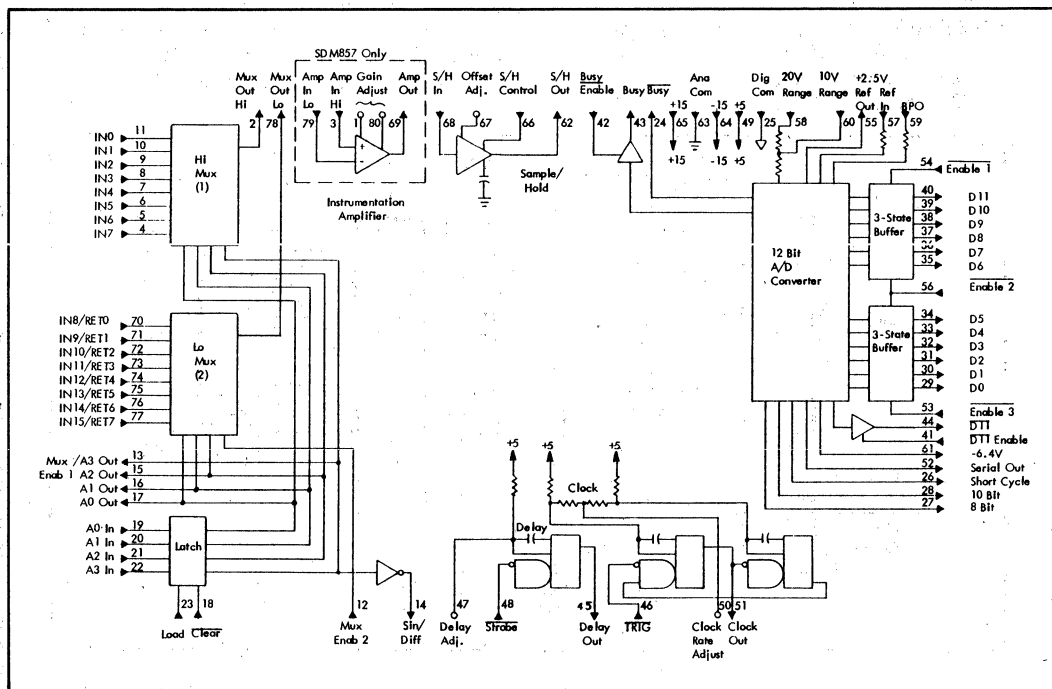 SDM857 Only
Mux Out Hi
Mux Out Lo
Amp In Lo
Amp In Hi
Gain Adjust
Amp Out
S/H In
Offset Adj.
S/H Control
S/H Out
Busy Enable
Busy
Busy
+15
Ana Com
-15
+5
Dig Com
20V Range
10V Range
+2.5V Ref Out
Ref In
BPO
2
78
79
3
1
80
69
68
67
66
62
42
43
24
65
63
64
49
25
58
60
55
57
59
+15
-15
+5
+
-
Instrumentation Amplifier
Sample/Hold
IN0 11
IN1 10
IN2 9
IN3 8
IN4 7
IN5 6
IN6 5
IN7 4
Hi Mux (1)
IN8/RET0 70
IN9/RET1 71
IN10/RET2 72
IN11/RET3 73
IN12/RET4 74
IN13/RET5 75
IN14/RET6 76
IN15/RET7 77
Lo Mux (2)
Mux /A3 Out 13
Enab 1 A2 Out 15
A1 Out 16
A0 Out 17
A0 In 19
A1 In 20
A2 In 21
A3 In 22
Latch
23
18
Load
Clear
12
Mux Enab 2
14
Sin/Diff
12 Bit A/D Converter
3-State Buffer
3-State Buffer
54 Enable 1
40 D11
39 D10
38 D9
37 D8
36 D7
35 D6
56 Enable 2
34 D5
33 D4
32 D3
31 D2
30 D1
29 D0
53 Enable 3
44 DTI
41 DTI Enable
61 -6.4V
52 Serial Out
26 Short Cycle
28 10 Bit
27 8 Bit
+5
+5
+5
Clock
Delay
47
48
45
46
50
51
Delay Adj.
Strobe
Delay Out
TRIG
Clock Rate Adjust
Clock Out